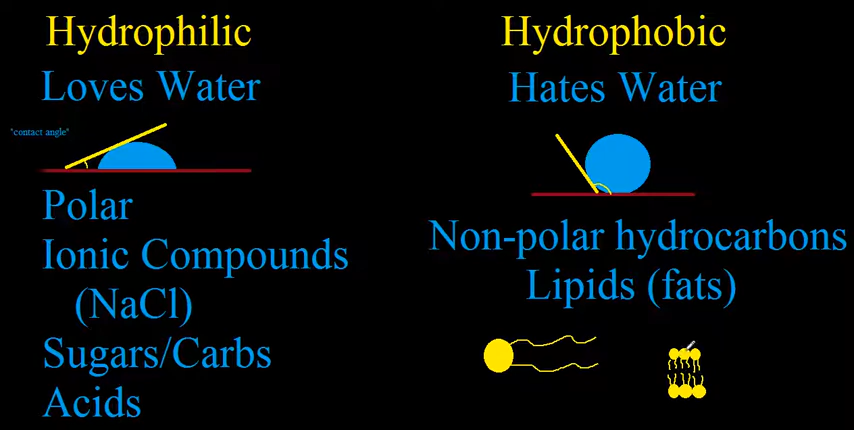 Hydrophilic
Loves Water
"contact angle"
Polar
Ionic Compounds
(NaCl)
Sugars/Carbs
Acids
Hydrophobic
Hates Water
Non-polar hydrocarbons
Lipids (fats)